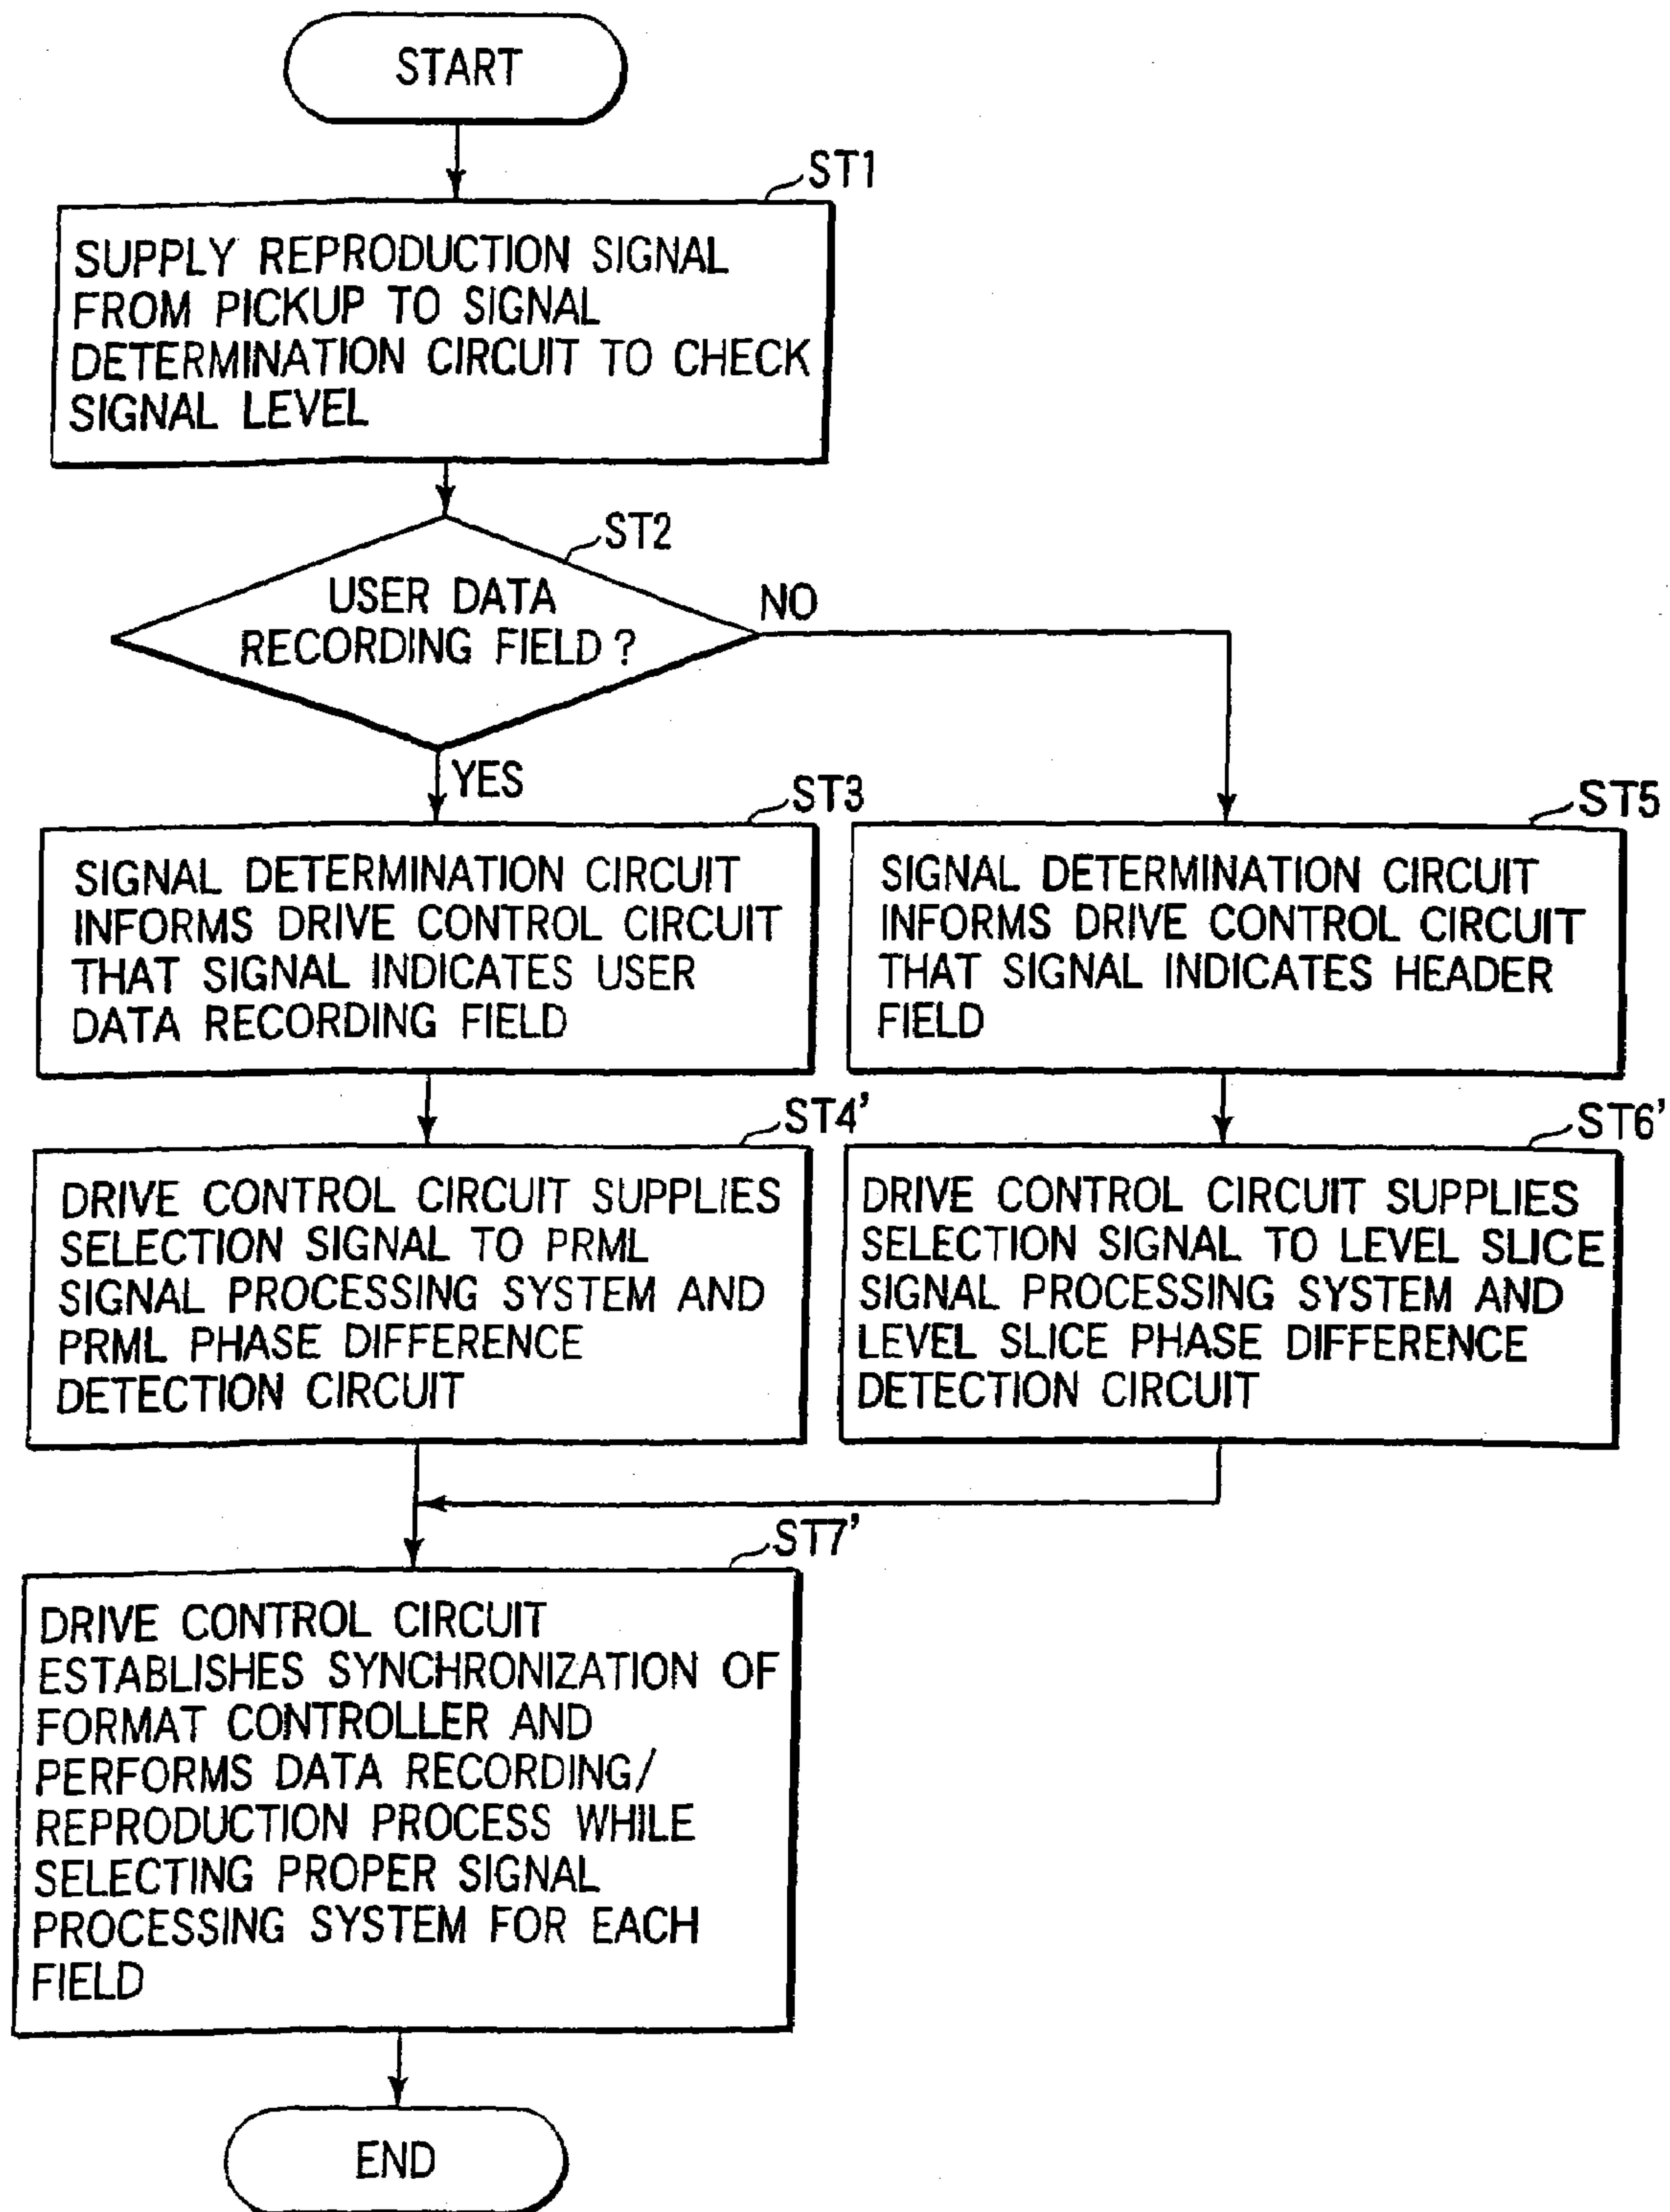 START
ST1
SUPPLY REPRODUCTION SIGNAL
FROM PICKUP TO SIGNAL
DETERMINATION CIRCUIT TO CHECK
SIGNAL LEVEL
ST2
USER DATA
RECORDING FIELD?
NO
YES
ST3
SIGNAL DETERMINATION CIRCUIT
INFORMS DRIVE CONTROL CIRCUIT
THAT SIGNAL INDICATES USER
DATA RECORDING FIELD
ST5
SIGNAL DETERMINATION CIRCUIT
INFORMS DRIVE CONTROL CIRCUIT
THAT SIGNAL INDICATES HEADER
FIELD
ST4'
DRIVE CONTROL CIRCUIT SUPPLIES
SELECTION SIGNAL TO PRML
SIGNAL PROCESSING SYSTEM AND
PRML PHASE DIFFERENCE
DETECTION CIRCUIT
ST6'
DRIVE CONTROL CIRCUIT SUPPLIES
SELECTION SIGNAL TO LEVEL SLICE
SIGNAL PROCESSING SYSTEM AND
LEVEL SLICE PHASE DIFFERENCE
DETECTION CIRCUIT
ST7'
DRIVE CONTROL CIRCUIT
ESTABLISHES SYNCHRONIZATION OF
FORMAT CONTROLLER AND
PERFORMS DATA RECORDING/
REPRODUCTION PROCESS WHILE
SELECTING PROPER SIGNAL
PROCESSING SYSTEM FOR EACH
FIELD
END